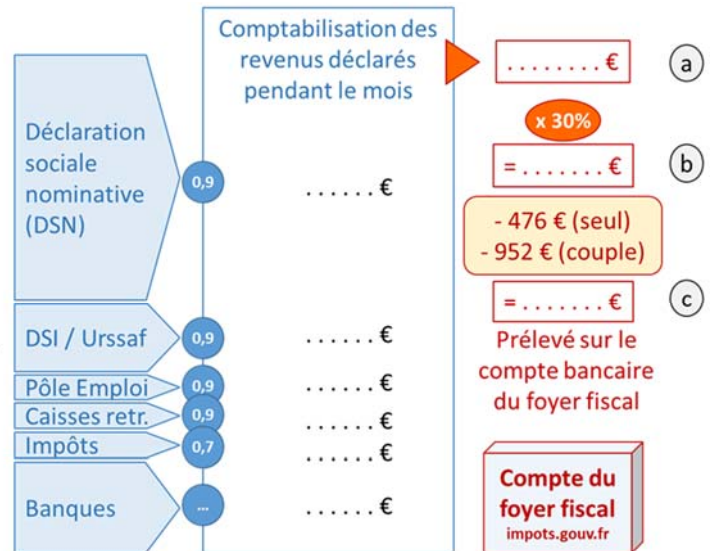 Comptabilisation des
revenus déclarés
pendant le mois
Déclaration
sociale
nominative
(DSN)
0,9
. . . . . . €
DSI / Urssaf
0,9
. . . . . . €
Pôle Emploi
0,9
. . . . . . €
Caisses retr.
0,9
. . . . . . €
Impôts
0,7
. . . . . . €
Banques
...
. . . . . . €
. . . . . . . . €
a
x 30%
= . . . . . . . €
b
- 476 € (seul)
- 952 € (couple)
= . . . . . . . €
c
Prélevé sur le
compte bancaire
du foyer fiscal
Compte du
foyer fiscal
impots.gouv.fr